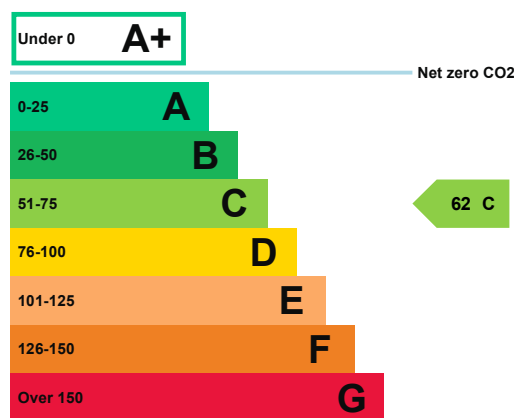 Under 0 A+
Net zero CO2
0-25 A
26-50 B
51-75 C
62 C
76-100 D
101-125 E
126-150 F
Over 150 G